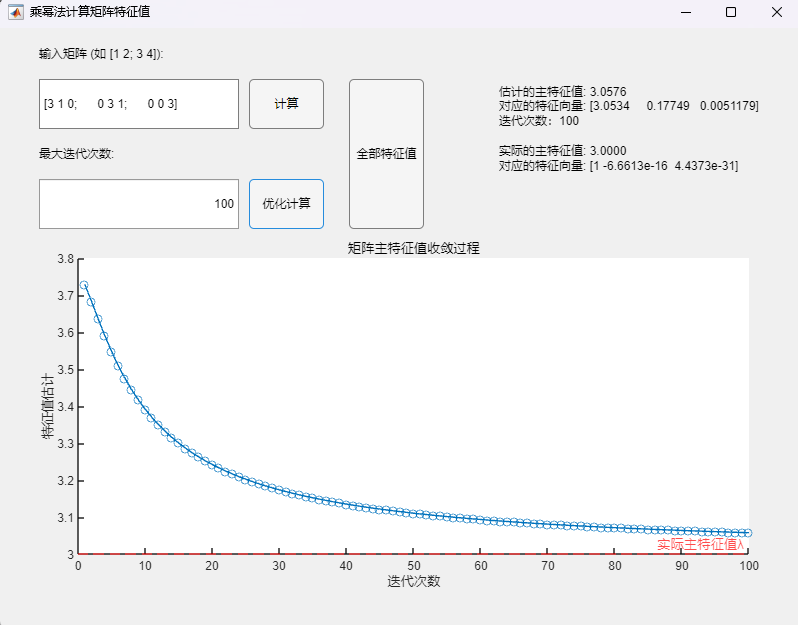 乘幂法计算矩阵特征值
输入矩阵 (如 [1 2; 3 4]):
[3 1 0;      0 3 1;      0 0 3]
计算
全部特征值
估计的主特征值: 3.0576
对应的特征向量: [3.0534     0.17749   0.0051179]
迭代次数：100
实际的主特征值: 3.0000
对应的特征向量: [1 -6.6613e-16  4.4373e-31]
最大迭代次数:
100
优化计算
矩阵主特征值收敛过程
3.8
3.7
3.6
3.5
3.4
3.3
3.2
3.1
3
特征值估计
实际主特征值λ
0 10 20 30 40 50 60 70 80 90 100
迭代次数